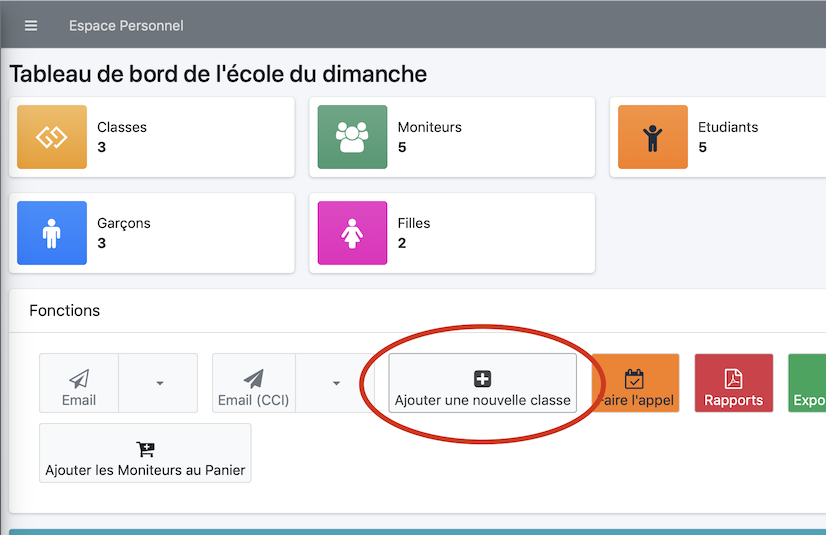 Espace Personnel
Tableau de bord de l'école du dimanche
Classes
3
Moniteurs
5
Etudiants
5
Garçons
3
Filles
2
Fonctions
Email
Email (CCI)
Ajouter une nouvelle classe
aire l'appel
Rapports
Expo
Ajouter les Moniteurs au Panier